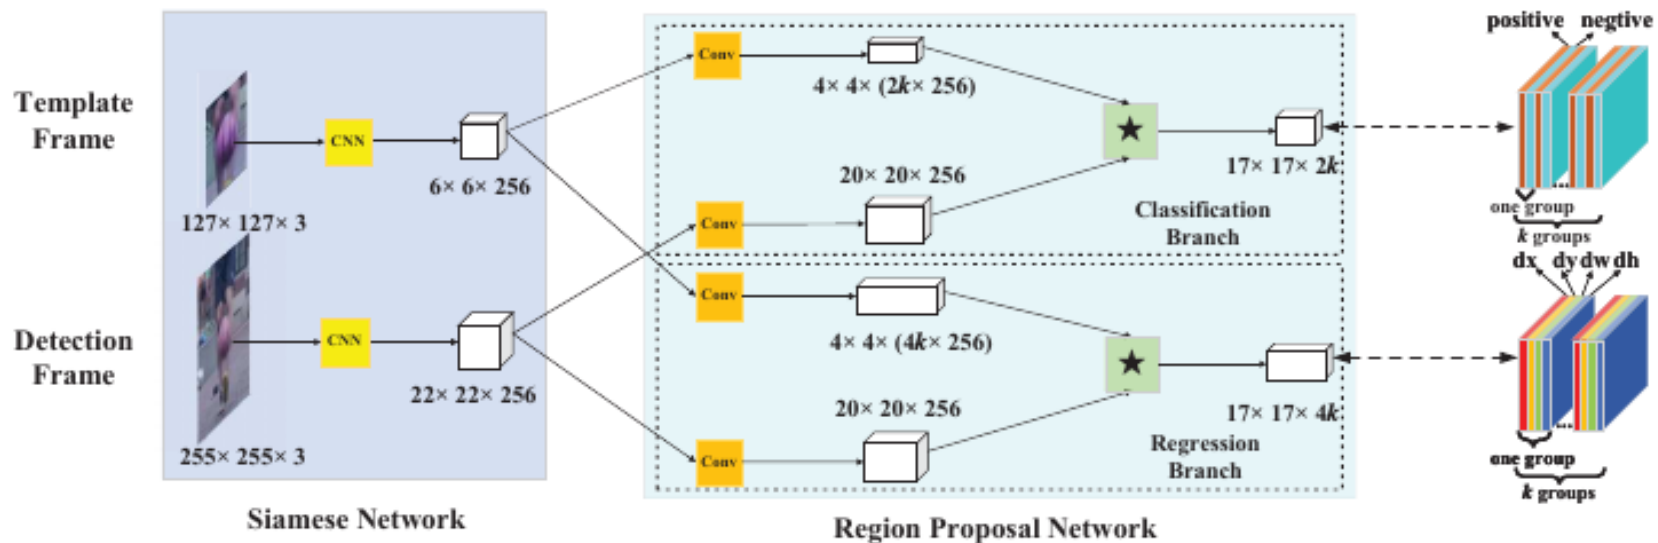 Template
Frame
CNN
6× 6× 256
127× 127× 3
Detection
Frame
CNN
22× 22× 256
255× 255× 3
Siamese Network
Conv
4× 4× (2k× 256)
20× 20× 256
Conv
17× 17× 2k
Classification
Branch
Conv
4× 4× (4k× 256)
20× 20× 256
Conv
17× 17× 4k
Regression
Branch
Region Proposal Network
positive negtive
...
one group
k groups
dx dy dw dh
...
one group
k groups